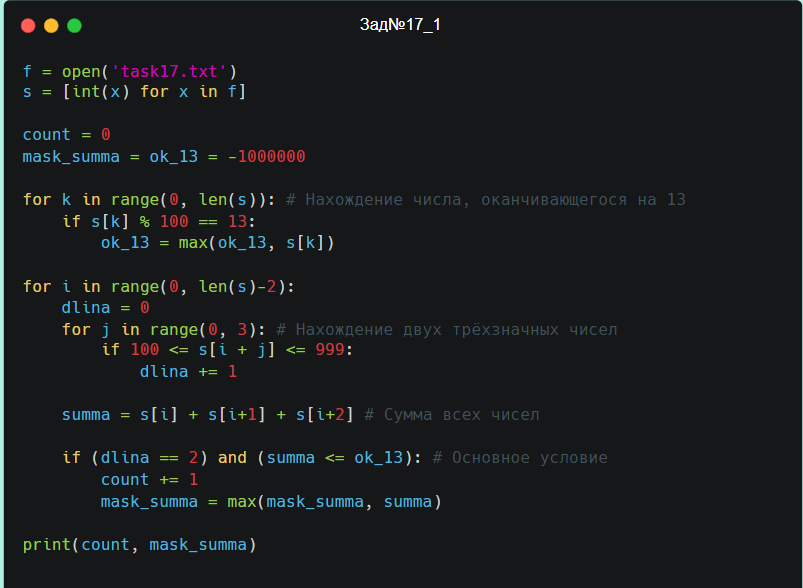 Зад№17_1
f = open('task17.txt')
s = [int(x) for x in f]
count = 0
mask_summa = ok_13 = -1000000
for k in range(0, len(s)): # Нахождение числа, оканчивающегося на 13
    if s[k] % 100 == 13:
        ok_13 = max(ok_13, s[k])
for i in range(0, len(s)-2):
    dlina = 0
    for j in range(0, 3): # Нахождение двух трёхзначных чисел
        if 100 <= s[i + j] <= 999:
            dlina += 1
    summa = s[i] + s[i+1] + s[i+2] # Сумма всех чисел
    if (dlina == 2) and (summa <= ok_13): # Основное условие
        count += 1
        mask_summa = max(mask_summa, summa)
print(count, mask_summa)